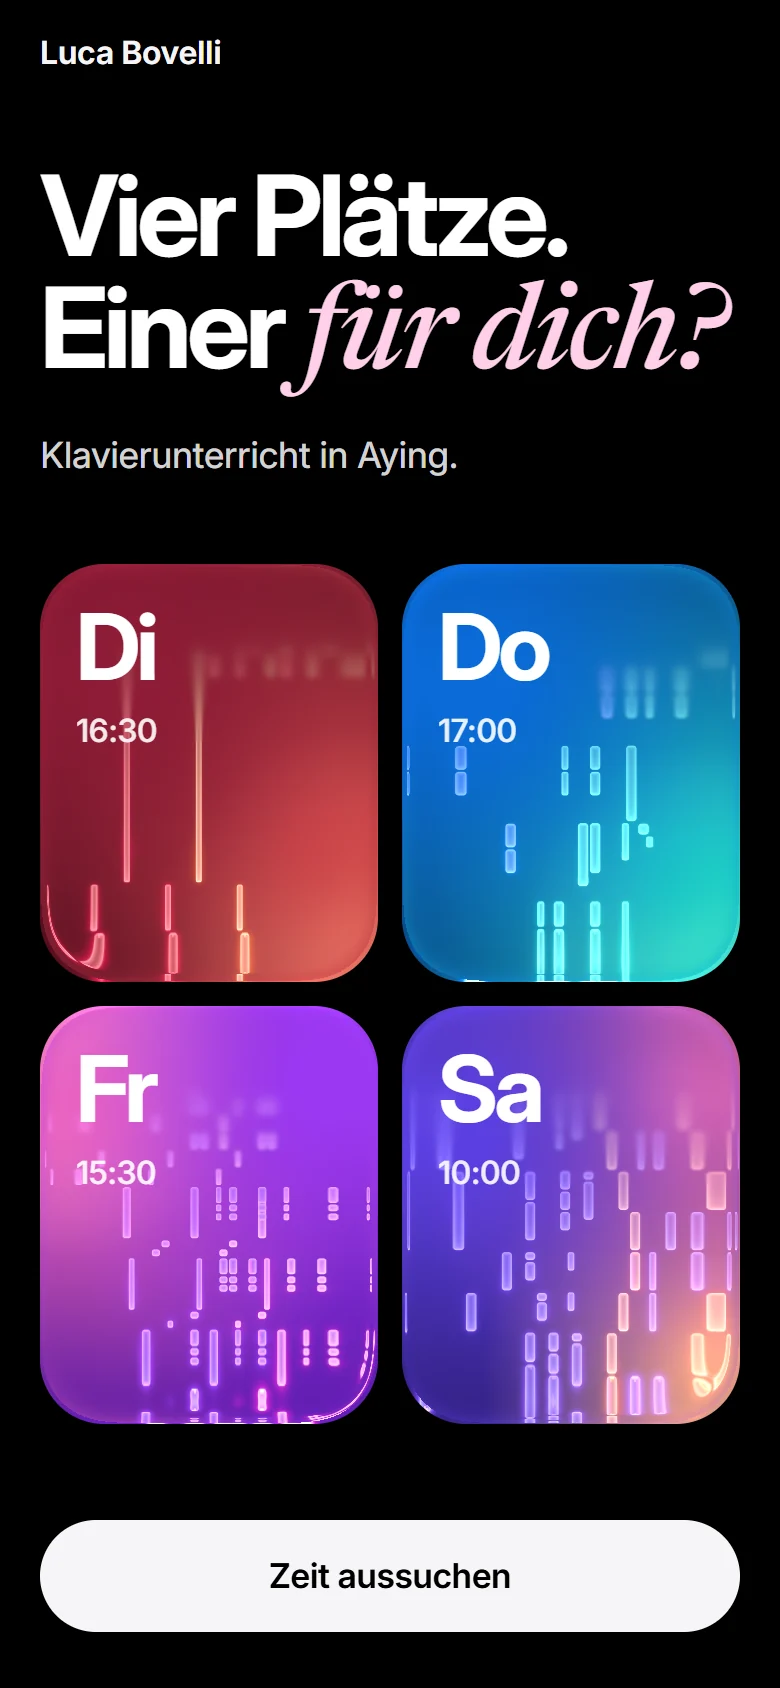 Luca Bovelli
Vier Plätze.
Einer für dich?
Klavierunterricht in Aying.
Di
16:30
Do
17:00
Fr
15:30
Sa
10:00
Zeit aussuchen